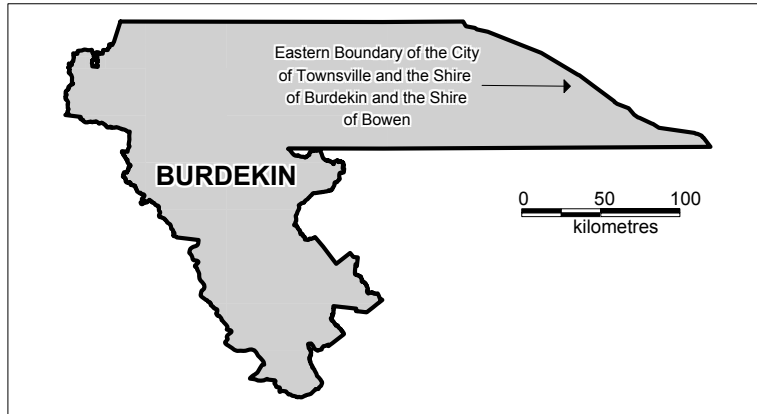 Eastern Boundary of the City
of Townsville and the Shire
of Burdekin and the Shire
of Bowen
BURDEKIN
0 50 100
kilometres